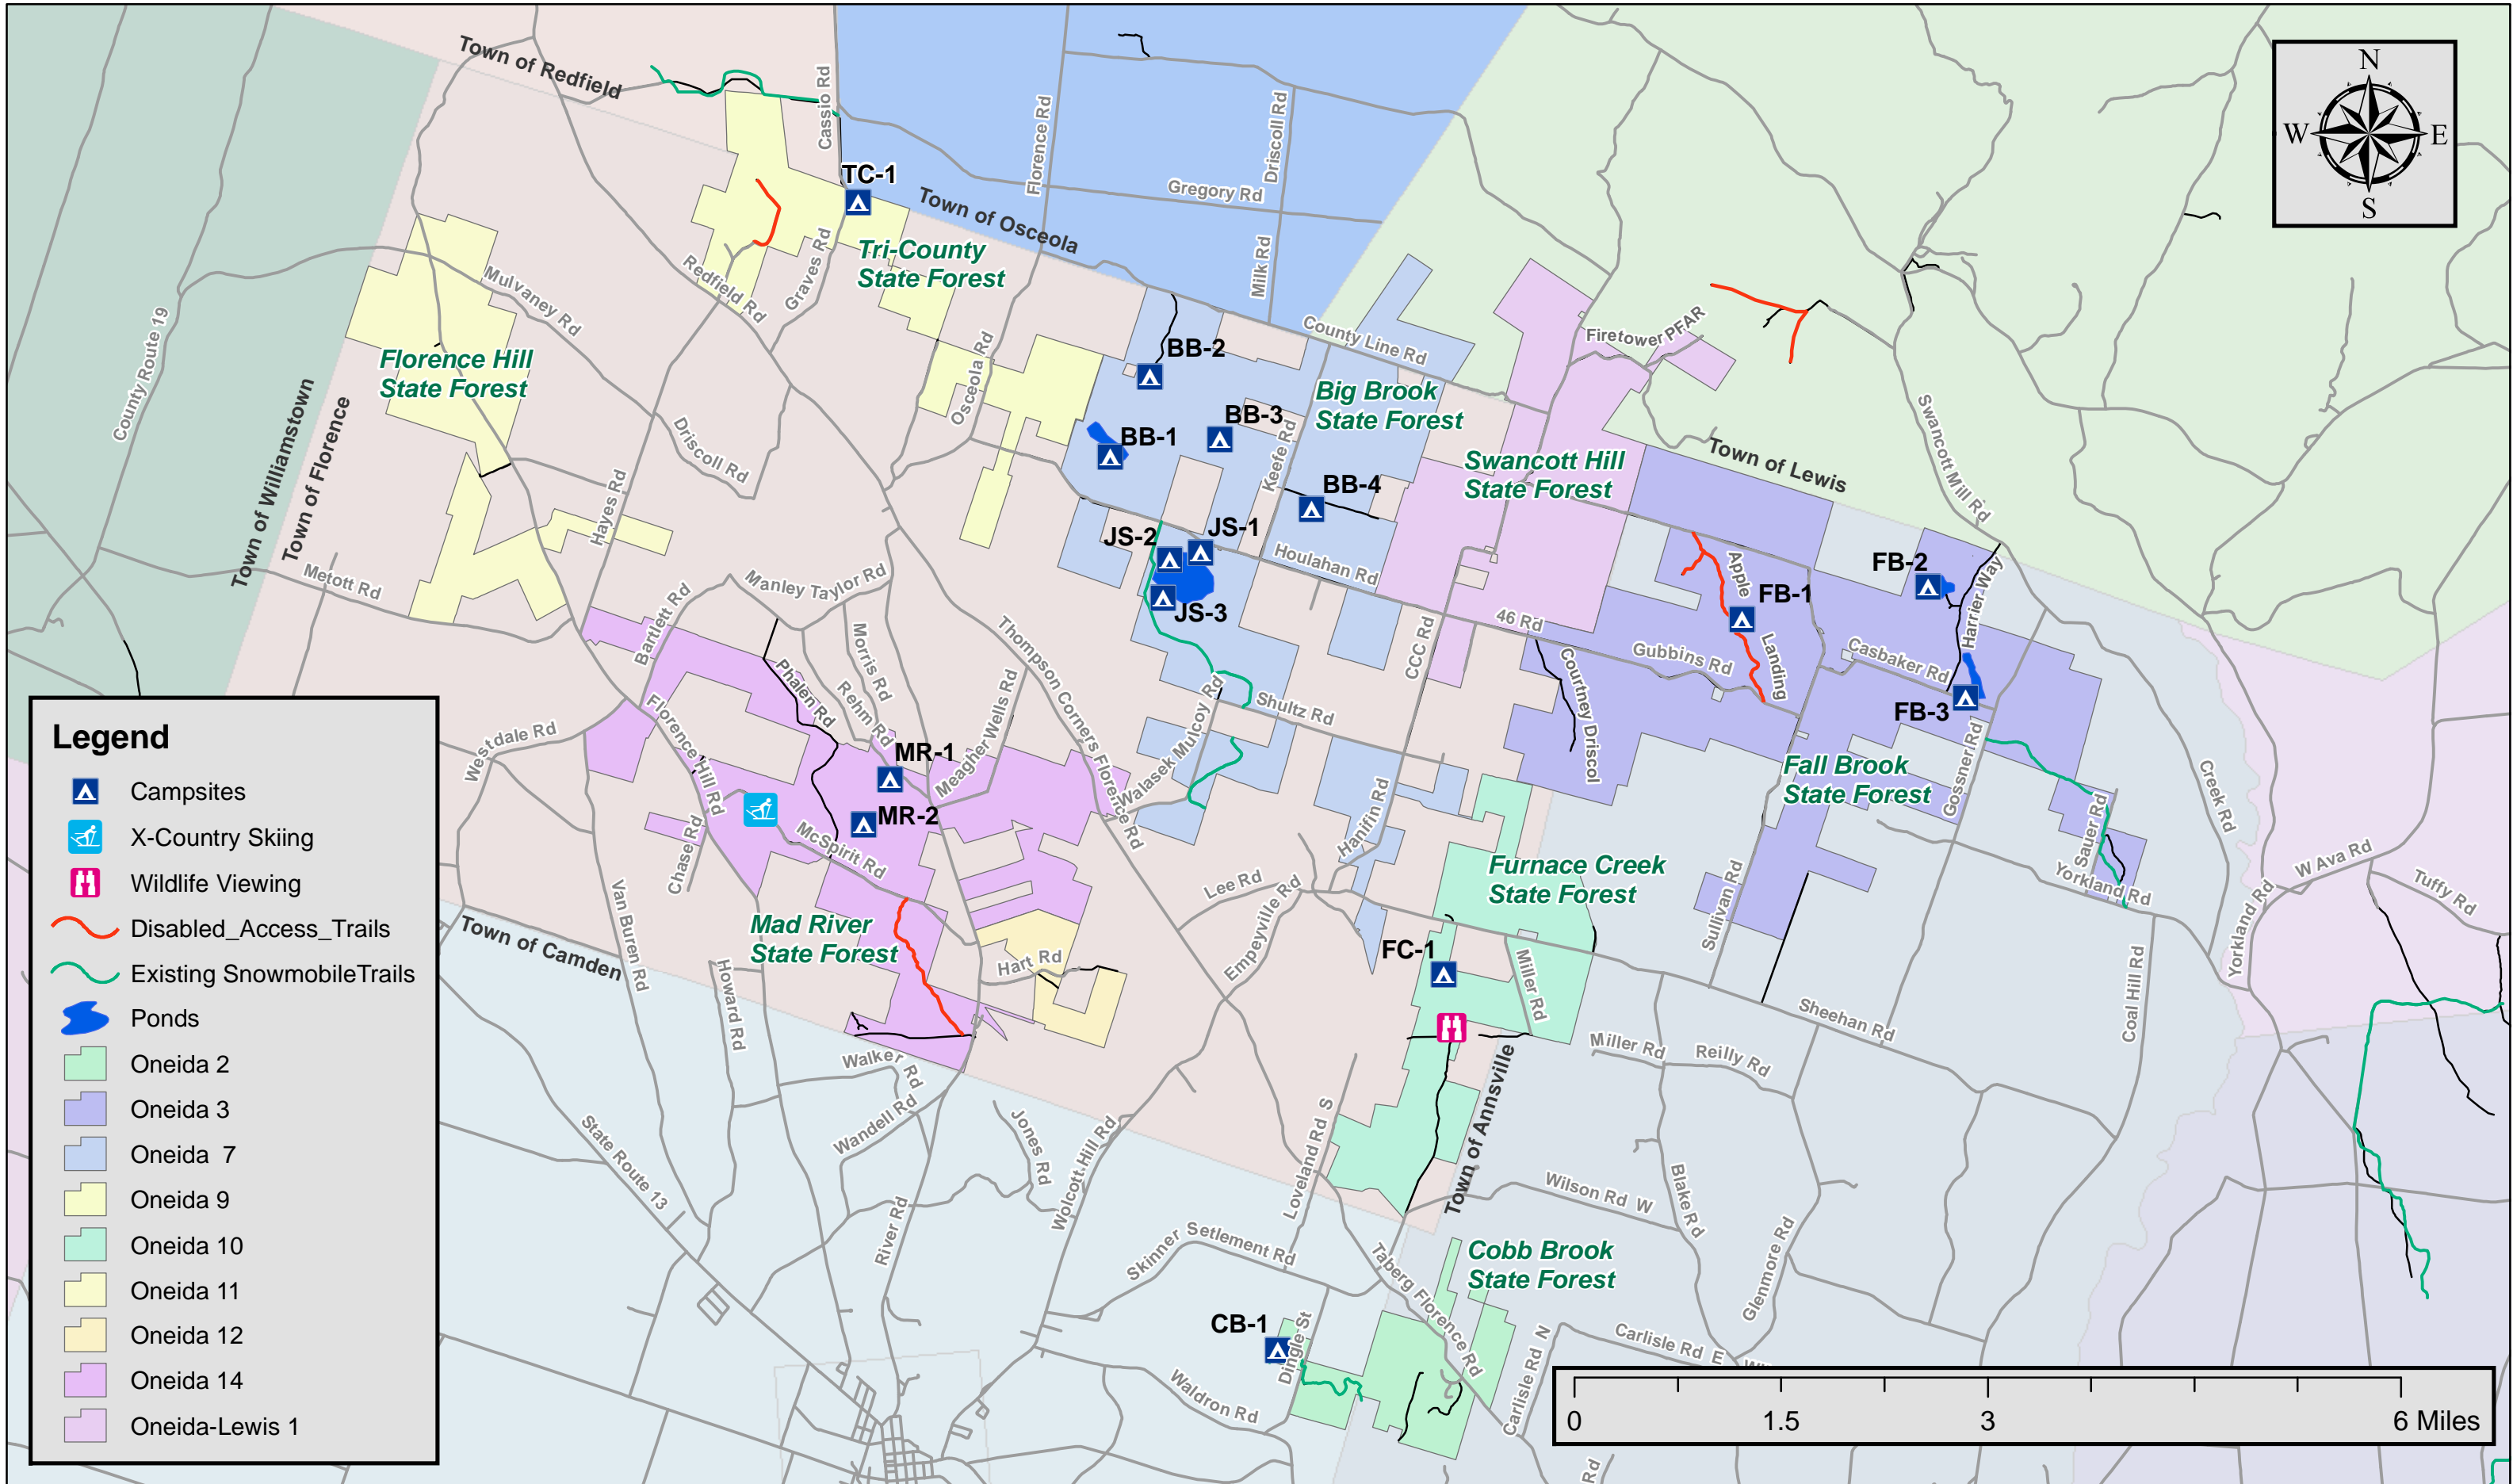 Town of Redfield
Cassio Rd
Florence Rd
Driscoll Rd
N
W
E
S
TC-1
Town of Osceola
Gregory Rd
Milk Rd
Tri-County
State Forest
Redfield Rd
Graves Rd
Mulvaney Rd
County Route 19
Florence Hill
State Forest
Town of Williamstown
Town of Florence
Driscoll Rd
Hayes Rd
Metott Rd
Osceola Rd
BB-2
County Line Rd
Firetower PFAR
Big Brook
State Forest
BB-3
BB-1
Keefe Rd
BB-4
Swancott Hill
State Forest
Town of Lewis
Swancott Mill Rd
JS-2
JS-1
JS-3
Houlahan Rd
46 Rd
CCC Rd
Apple
Landing
FB-1
FB-2
Harrier Way
Gubbins Rd
Casbaker Rd
Courtney Driscol
FB-3
Fall Brook
State Forest
Gossner Rd
Sauer Rd
Yorkland Rd
Creek Rd
W Ava Rd
Tuffy Rd
Yorkland Rd
Manley Taylor Rd
Bartlett Rd
Morris Rd
Phalen Rd
Rehm Rd
Thompson Corners Florence Rd
Meagher Wells Rd
Walasek Mulcoy Rd
Shultz Rd
Westdale Rd
Florence Hill Rd
MR-1
MR-2
McSpirit Rd
Chase Rd
Van Buren Rd
Mad River
State Forest
Town of Camden
Howard Rd
Hart Rd
Lee Rd
Empeyville Rd
Hanifin Rd
Furnace Creek
State Forest
FC-1
Miller Rd
Sullivan Rd
Sheehan Rd
Coal Hill Rd
Miller Rd
Reilly Rd
Walker Rd
Wandell Rd
Jones Rd
Wolcott Hill Rd
Loveland Rd S
Town of Annsville
Wilson Rd W
Blake Rd
Glenmore Rd
State Route 13
River Rd
Skinner Setlement Rd
Taberg Florence Rd
Cobb Brook
State Forest
CB-1
Dingle St
Waldron Rd
Carlisle Rd N
Carlisle Rd E
Rd
Legend
Campsites
X-Country Skiing
Wildlife Viewing
Disabled_Access_Trails
Existing SnowmobileTrails
Ponds
Oneida 2
Oneida 3
Oneida 7
Oneida 9
Oneida 10
Oneida 11
Oneida 12
Oneida 14
Oneida-Lewis 1
0 1.5 3 6 Miles